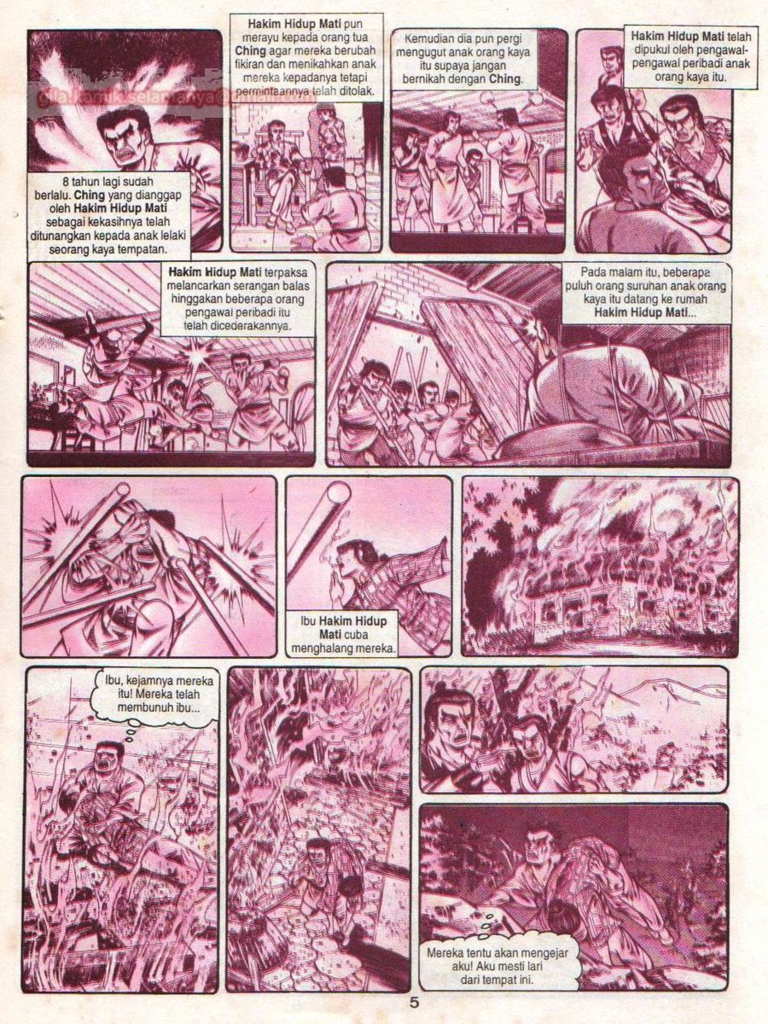 8 tahun lagi sudah
berlalu. Ching yang dianggap
oleh Hakim Hidup Mati
sebagai kekasihnya telah
ditunangkan kepada anak lelaki
seorang kaya tempatan.
Hakim Hidup Mati pun
merayu kepada orang tua
Ching agar mereka berubah
fikiran dan menikahkan anak
mereka kepadanya tetapi
permintaannya telah ditolak.
Kemudian dia pun pergi
mengugut anak orang kaya
itu supaya jangan
bernikah dengan Ching.
Hakim Hidup Mati telah
dipukul oleh pengawal-
pengawal peribadi anak
orang kaya itu.
Hakim Hidup Mati terpaksa
melancarkan serangan balas
hinggakan beberapa orang
pengawal peribadi itu
telah dicederakannya.
Pada malam itu, beberapa
puluh orang suruhan anak orang
kaya itu datang ke rumah
Hakim Hidup Mati...
Ibu Hakim Hidup
Mati cuba
menghalang mereka.
Ibu, kejamnya mereka
itu! Mereka telah
membunuh ibu...
Mereka tentu akan mengejar
aku! Aku mesti lari
dari tempat ini.
5